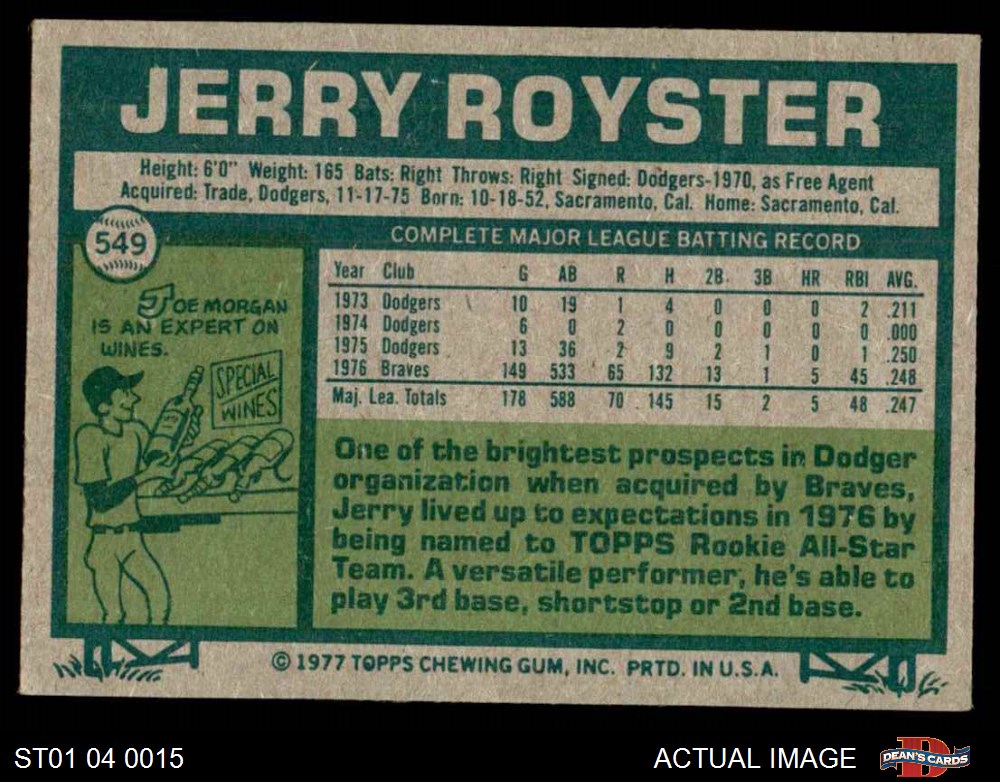 JERRY ROYSTER
Height: 6'0" Weight: 165 Bats: Right Throws: Right Signed: Dodgers-1970, as Free Agent
Acquired: Trade, Dodgers, 11-17-75 Born: 10-18-52, Sacramento, Cal. Home: Sacramento, Cal.
549
JOE MORGAN
IS AN EXPERT ON
WINES.
SPECIAL
WINES
COMPLETE MAJOR LEAGUE BATTING RECORD
Year Club G AB R H 2B 3B HR RBI AVG.
1973 Dodgers 10 19 1 4 0 0 0 2 .211
1974 Dodgers 6 0 2 0 0 0 0 0 .000
1975 Dodgers 13 36 2 9 2 1 0 1 .250
1976 Braves 149 533 65 132 13 1 5 45 .248
Maj. Lea. Totals 178 588 70 145 15 2 5 48 .247
One of the brightest prospects in Dodger
organization when acquired by Braves,
Jerry lived up to expectations in 1976 by
being named to TOPPS Rookie All-Star
Team. A versatile performer, he's able to
play 3rd base, shortstop or 2nd base.
© 1977 TOPPS CHEWING GUM, INC. PRTD. IN U.S.A.
ST01 04 0015
ACTUAL IMAGE
D
DEAN'S CARDS